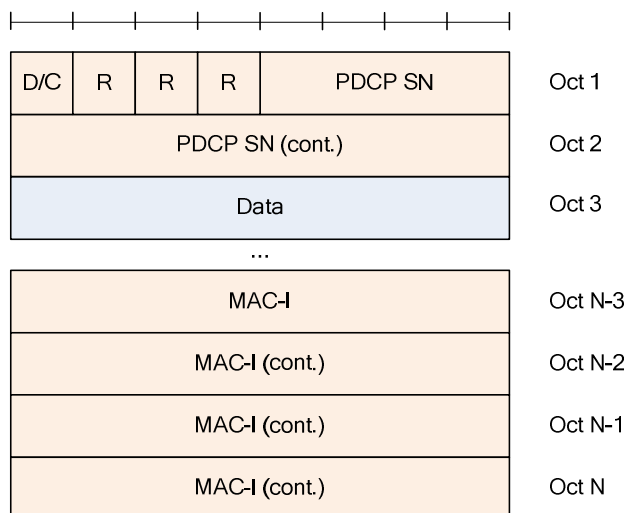 D/C R R R PDCP SN Oct 1
PDCP SN (cont.) Oct 2
Data Oct 3
...
MAC-I Oct N-3
MAC-I (cont.) Oct N-2
MAC-I (cont.) Oct N-1
MAC-I (cont.) Oct N